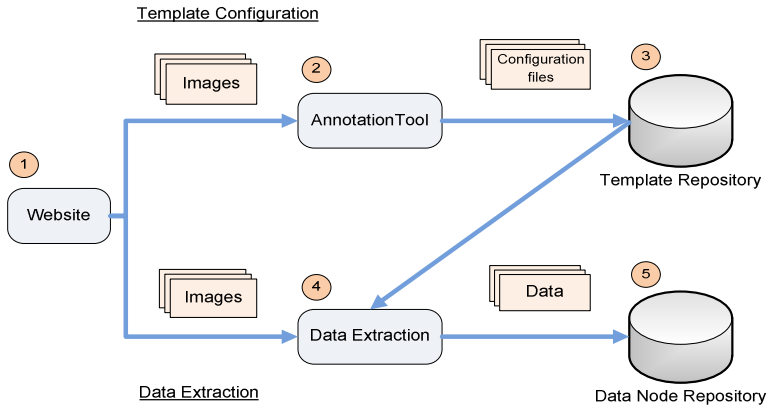 Template Configuration
Images
2
Configuration
files
3
AnnotationTool
Template Repository
1
Website
Images
4
Data
5
Data Extraction
Data Extraction
Data Node Repository